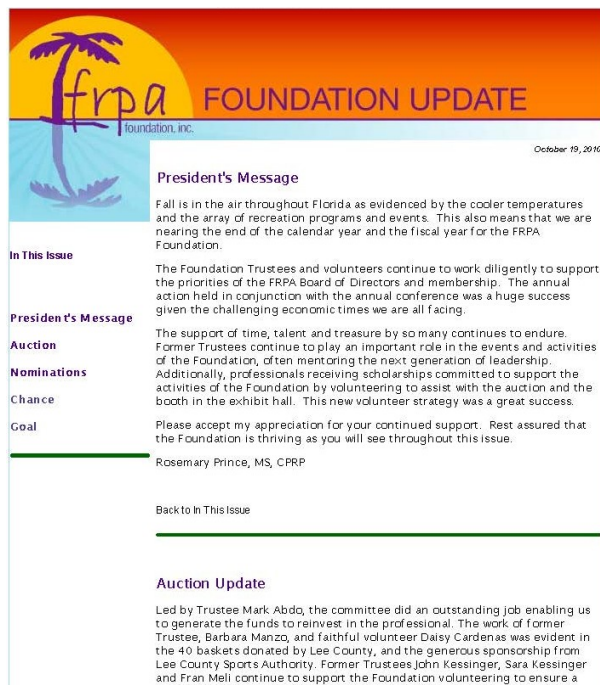 frpa
foundation, inc.
FOUNDATION UPDATE
October 19, 2010
In This Issue
President's Message
Auction
Nominations
Chance
Goal
President's Message
Fall is in the air throughout Florida as evidenced by the cooler temperatures
and the array of recreation programs and events. This also means that we are
nearing the end of the calendar year and the fiscal year for the FRPA
Foundation.
The Foundation Trustees and volunteers continue to work diligently to support
the priorities of the FRPA Board of Directors and membership. The annual
action held in conjunction with the annual conference was a huge success
given the challenging economic times we are all facing.
The support of time, talent and treasure by so many continues to endure.
Former Trustees continue to play an important role in the events and activities
of the Foundation, often mentoring the next generation of leadership.
Additionally, professionals receiving scholarships committed to support the
activities of the Foundation by volunteering to assist with the auction and the
booth in the exhibit hall. This new volunteer strategy was a great success.
Please accept my appreciation for your continued support. Rest assured that
the Foundation is thriving as you will see throughout this issue.
Rosemary Prince, MS, CPRP
Back to In This Issue
Auction Update
Led by Trustee Mark Abdo, the committee did an outstanding job enabling us
to generate the funds to reinvest in the professional. The work of former
Trustee, Barbara Manzo, and faithful volunteer Daisy Cardenas was evident in
the 40 baskets donated by Lee County, and the generous sponsorship from
Lee County Sports Authority. Former Trustees John Kessinger, Sara Kessinger
and Fran Meli continue to support the Foundation volunteering to ensure a